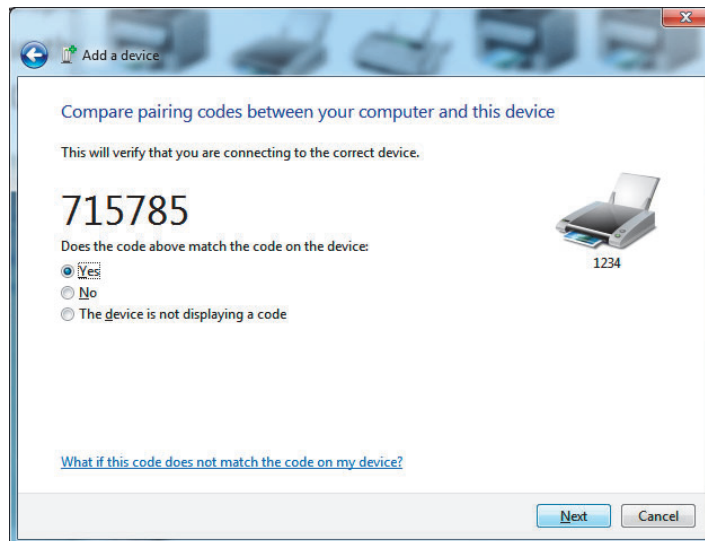 Add a device
Compare pairing codes between your computer and this device
This will verify that you are connecting to the correct device.
715785
Does the code above match the code on the device:
1234
Yes
No
The device is not displaying a code
What if this code does not match the code on my device?
Next
Cancel